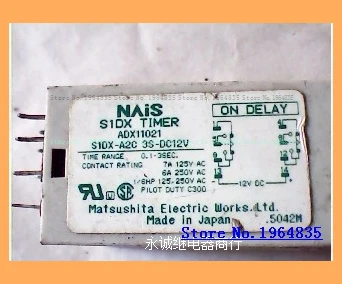 NAiS
S1DX TIMER
ADX11021
S1DX-A2C 3S-DC12V
TIME RANGE 0.1-3SEC.
CONTACT RATING 7A 125V AC
6A 250V AC
1/6HP 125-250V AC
PILOT DUTY C300
ON DELAY
12V DC
Matsushita Electric Works.Ltd.
Made in Japan
.5042M
永诚继电器商行
Store No.1964835